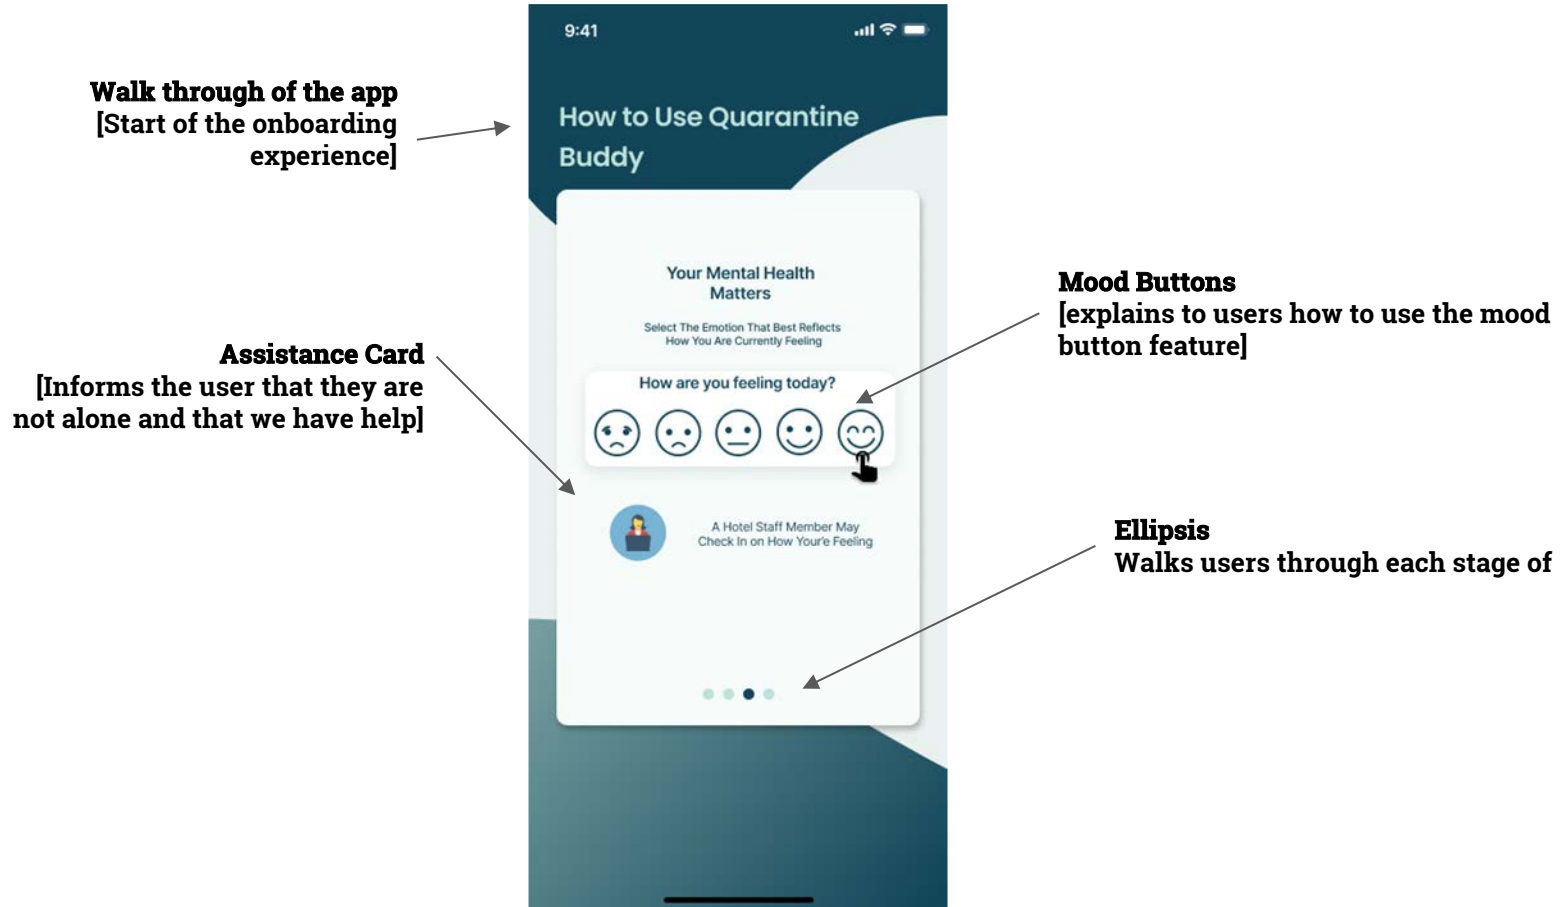 9:41
Walk through of the app
[Start of the onboarding
experience]
How to Use Quarantine
Buddy
Your Mental Health
Matters
Select The Emotion That Best Reflects
How You Are Currently Feeling
Mood Buttons
[explains to users how to use the mood
button feature]
Assistance Card
[Informs the user that they are
not alone and that we have help]
How are you feeling today?
A Hotel Staff Member May
Check In on How Your'e Feeling
Ellipsis
Walks users through each stage of